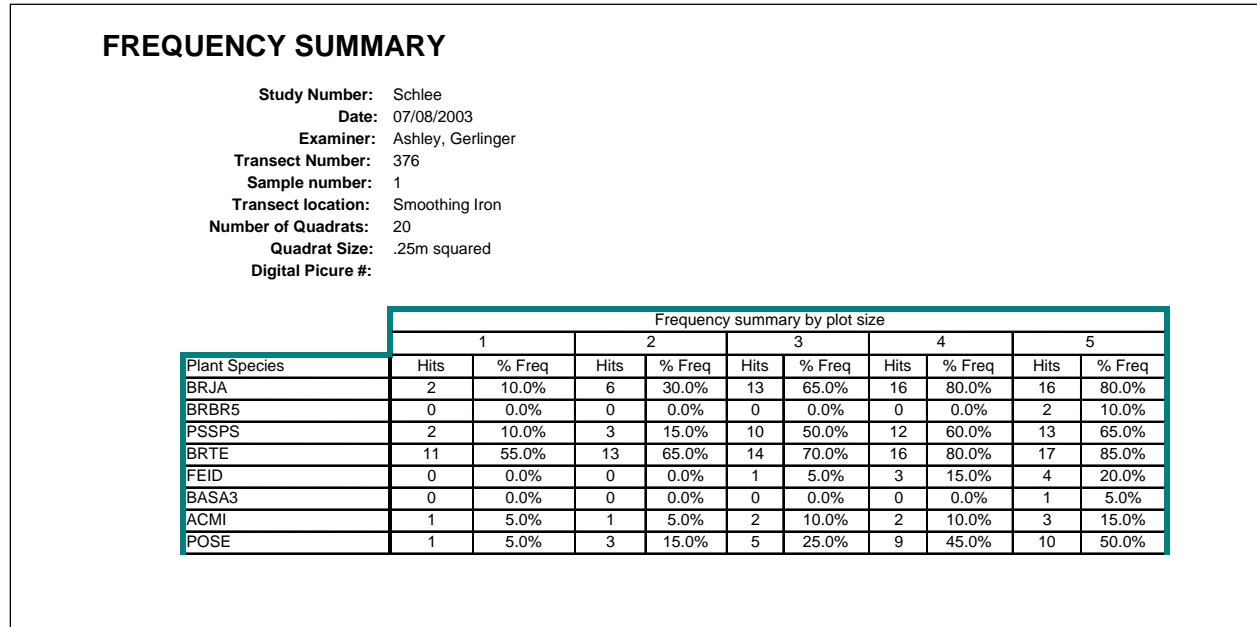 FREQUENCY SUMMARY
Study Number: Schlee
Date: 07/08/2003
Examiner: Ashley, Gerlinger
Transect Number: 376
Sample number: 1
Transect location: Smoothing Iron
Number of Quadrats: 20
Quadrat Size: .25m squared
Digital Picure #:
Frequency summary by plot size
1 2 3 4 5
Plant Species Hits % Freq Hits % Freq Hits % Freq Hits % Freq Hits % Freq
BRJA 2 10.0% 6 30.0% 13 65.0% 16 80.0% 16 80.0%
BRBR5 0 0.0% 0 0.0% 0 0.0% 0 0.0% 2 10.0%
PSSPS 2 10.0% 3 15.0% 10 50.0% 12 60.0% 13 65.0%
BRTE 11 55.0% 13 65.0% 14 70.0% 16 80.0% 17 85.0%
FEID 0 0.0% 0 0.0% 1 5.0% 3 15.0% 4 20.0%
BASA3 0 0.0% 0 0.0% 0 0.0% 0 0.0% 1 5.0%
ACMI 1 5.0% 1 5.0% 2 10.0% 2 10.0% 3 15.0%
POSE 1 5.0% 3 15.0% 5 25.0% 9 45.0% 10 50.0%